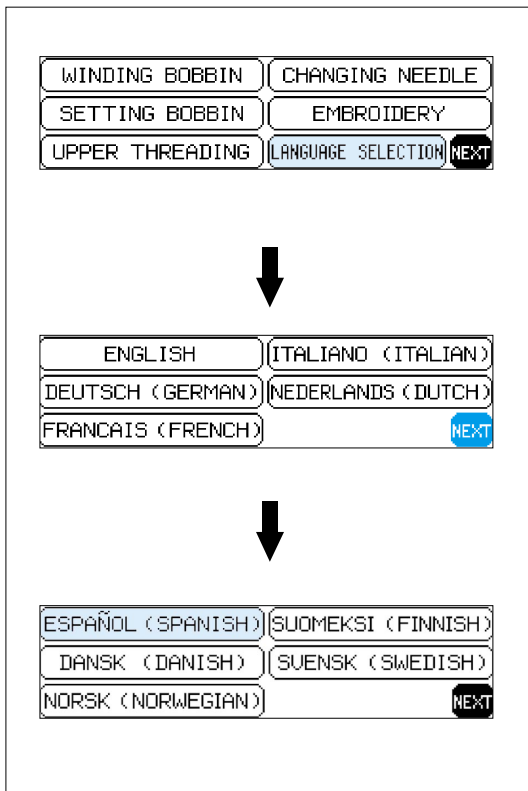 WINDING BOBBIN CHANGING NEEDLE
SETTING BOBBIN EMBROIDERY
UPPER THREADING LANGUAGE SELECTION NEXT
ENGLISH ITALIANO (ITALIAN)
DEUTSCH (GERMAN) NEDERLANDS (DUTCH)
FRANCAIS (FRENCH) NEXT
ESPAÑOL (SPANISH) SUOMEKSI (FINNISH)
DANSK (DANISH) SVENSK (SWEDISH)
NORSK (NORWEGIAN) NEXT